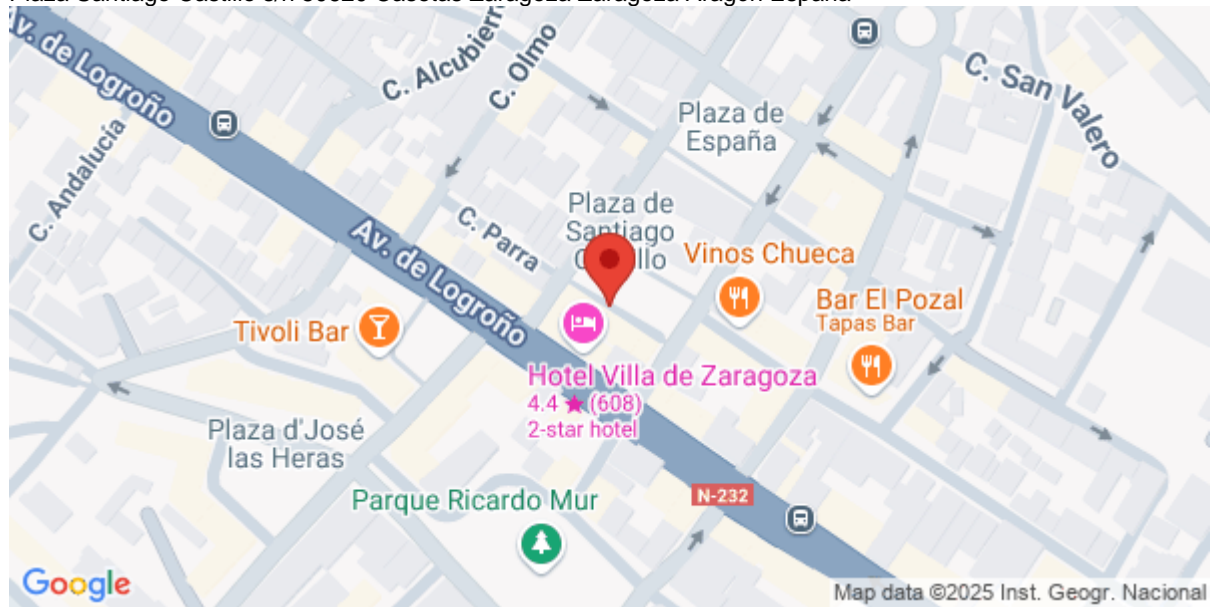 Av. de Logroño
C. Alcubierre
C. Olmo
C. San Valero
C. Andalucía
Plaza de
España
Plaza de
Santiago
C. Parra
Av. de Logroño
Vinos Chueca
Bar El Pozal
Tapas Bar
Tivoli Bar
Hotel Villa de Zaragoza
4.4 ★ (608)
2-star hotel
Plaza d'José
las Heras
Parque Ricardo Mur
N-232
Google
Map data ©2025 Inst. Geogr. Nacional